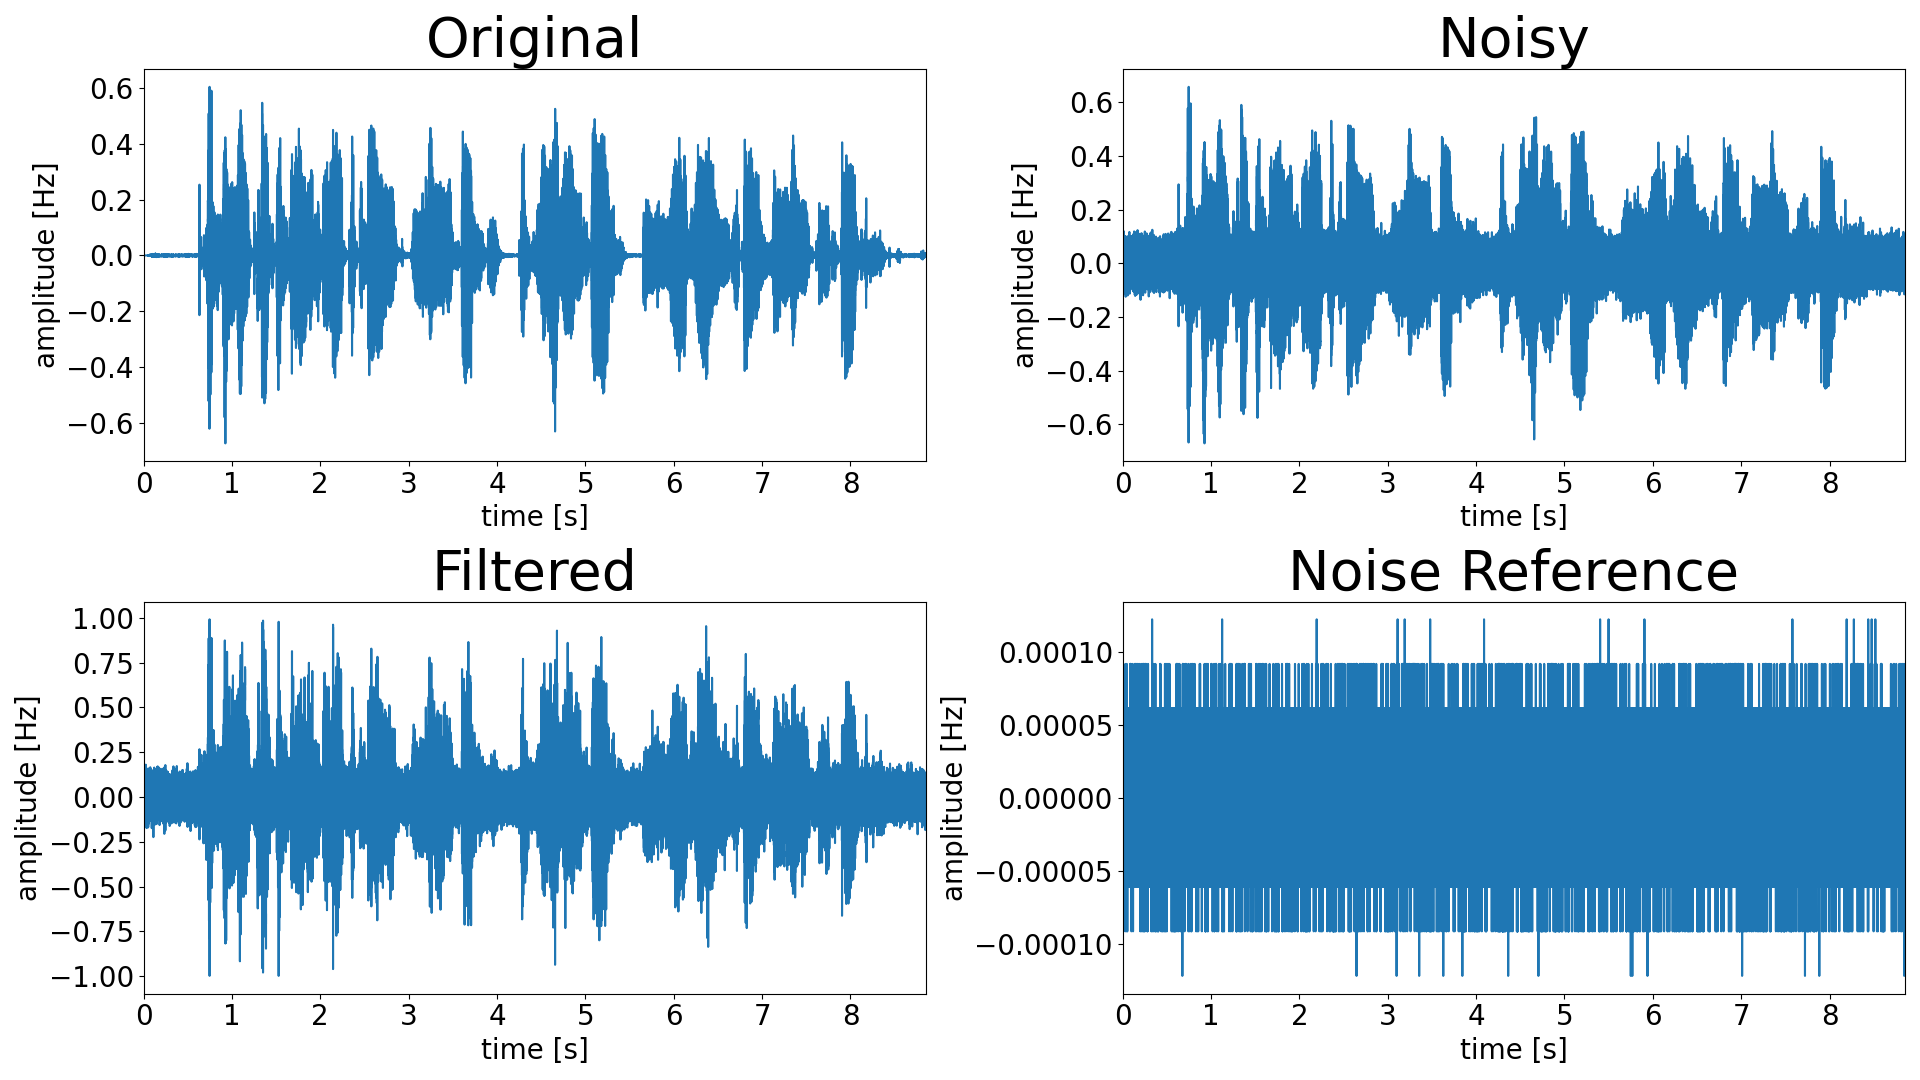 Original
amplitude [Hz]
0.6
0.4
0.2
0.0
−0.2
−0.4
−0.6
0 1 2 3 4 5 6 7 8
time [s]
Noisy
amplitude [Hz]
0.6
0.4
0.2
0.0
−0.2
−0.4
−0.6
0 1 2 3 4 5 6 7 8
time [s]
Filtered
amplitude [Hz]
1.00
0.75
0.50
0.25
0.00
−0.25
−0.50
−0.75
−1.00
0 1 2 3 4 5 6 7 8
time [s]
Noise Reference
amplitude [Hz]
0.00010
0.00005
0.00000
−0.00005
−0.00010
0 1 2 3 4 5 6 7 8
time [s]